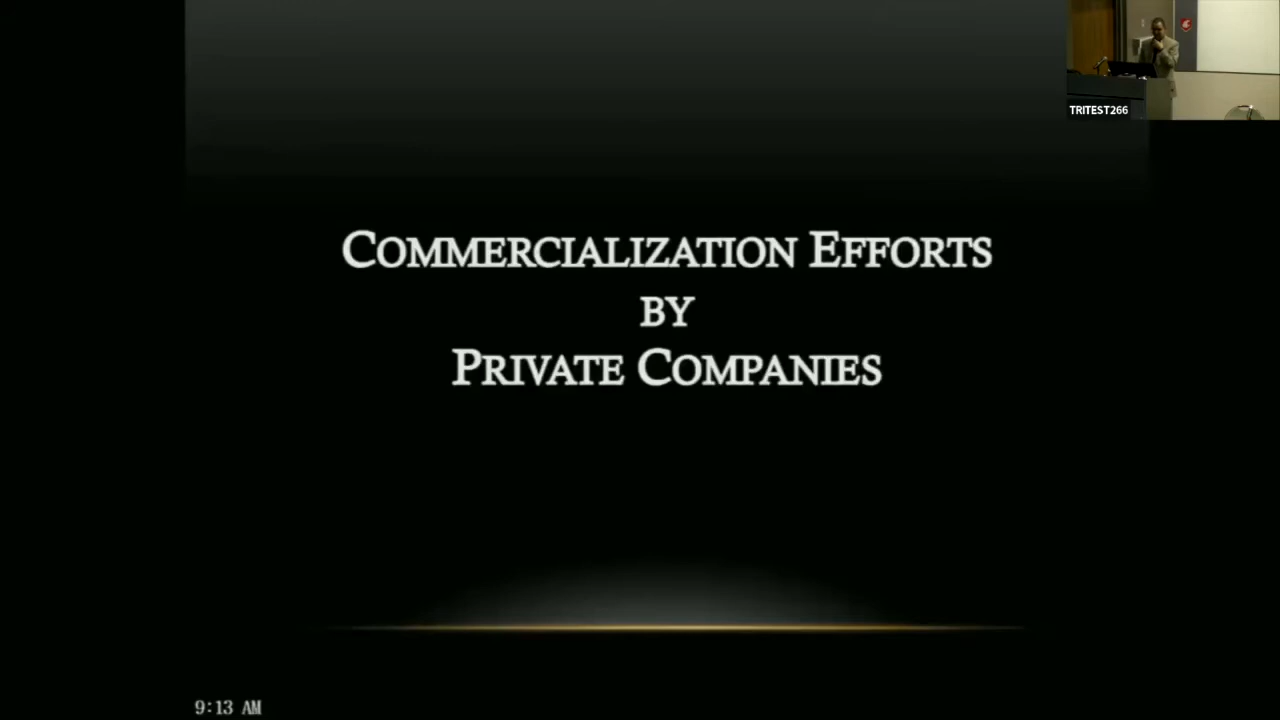 TRITEST266
Commercialization Efforts
by
Private Companies
9:13 AM